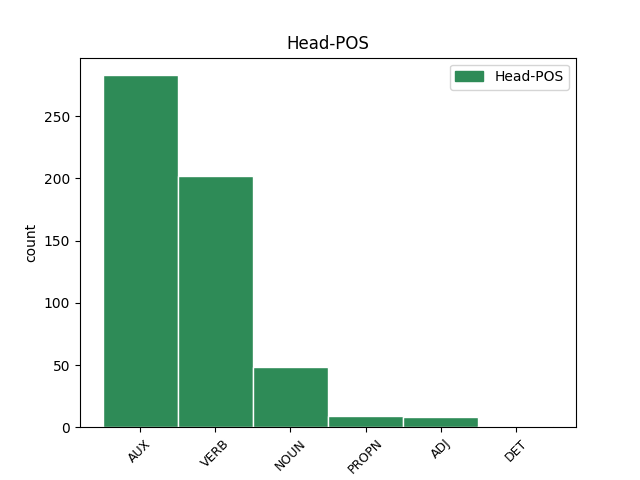 Head-POS
Head-POS
250
200
150
100
50
0
count
AUX
VERB
NOUN
PROPN
ADJ
DET